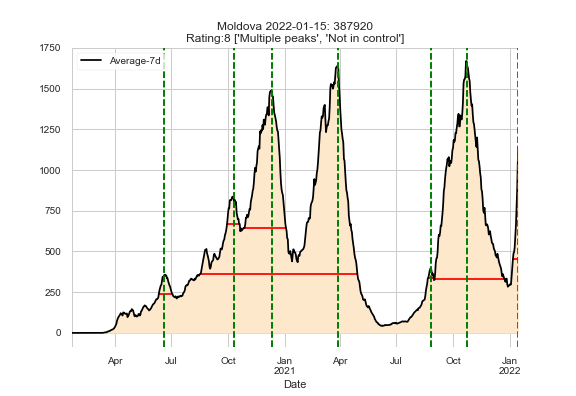 Moldova 2022-01-15: 387920
Rating:8 ['Multiple peaks', 'Not in control']
1750
1500
1250
1000
750
500
250
0
Average-7d
Apr Jul Oct Jan Apr Jul Oct Jan
2021 2022
Date